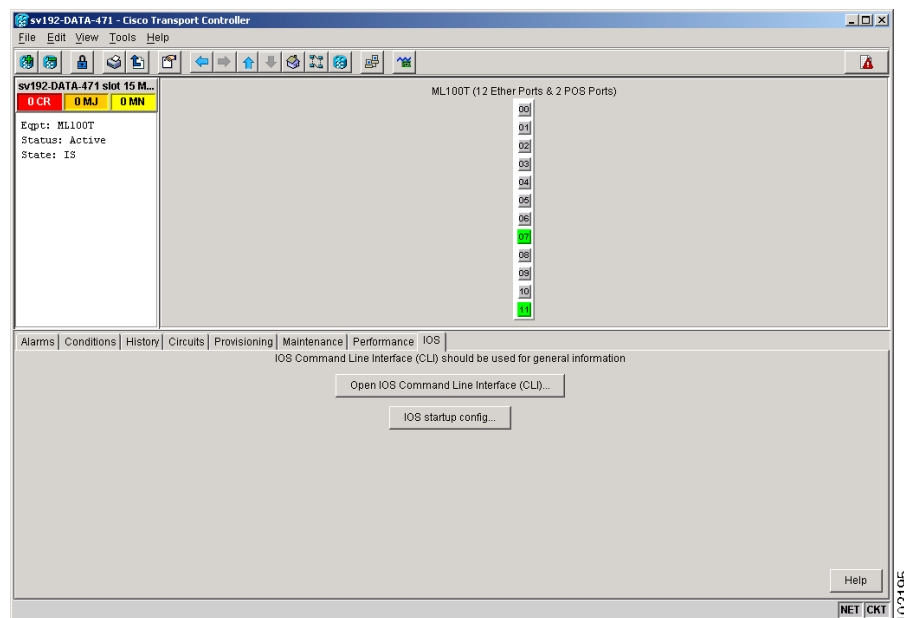 sv192-DATA-471 - Cisco Transport Controller
File Edit View Tools Help
sv192-DATA-471 slot 15 M...
0 CR 0 MJ 0 MN
Eqpt: ML100T
Status: Active
State: IS
ML100T (12 Ether Ports & 2 POS Ports)
00
01
02
03
04
05
06
07
08
09
10
11
Alarms Conditions History Circuits Provisioning Maintenance Performance IOS
IOS Command Line Interface (CLI) should be used for general information
Open IOS Command Line Interface (CLI)...
IOS startup config...
Help
NET CKT
102195